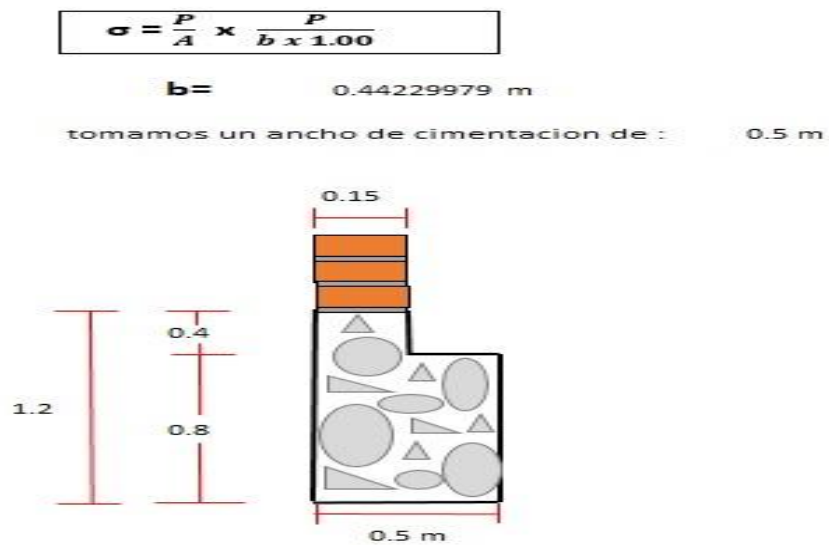 σ = P/A x P/(b x 1.00)
b= 0.44229979 m
tomamos un ancho de cimentacion de : 0.5 m
0.15
0.4
1.2
0.8
0.5 m